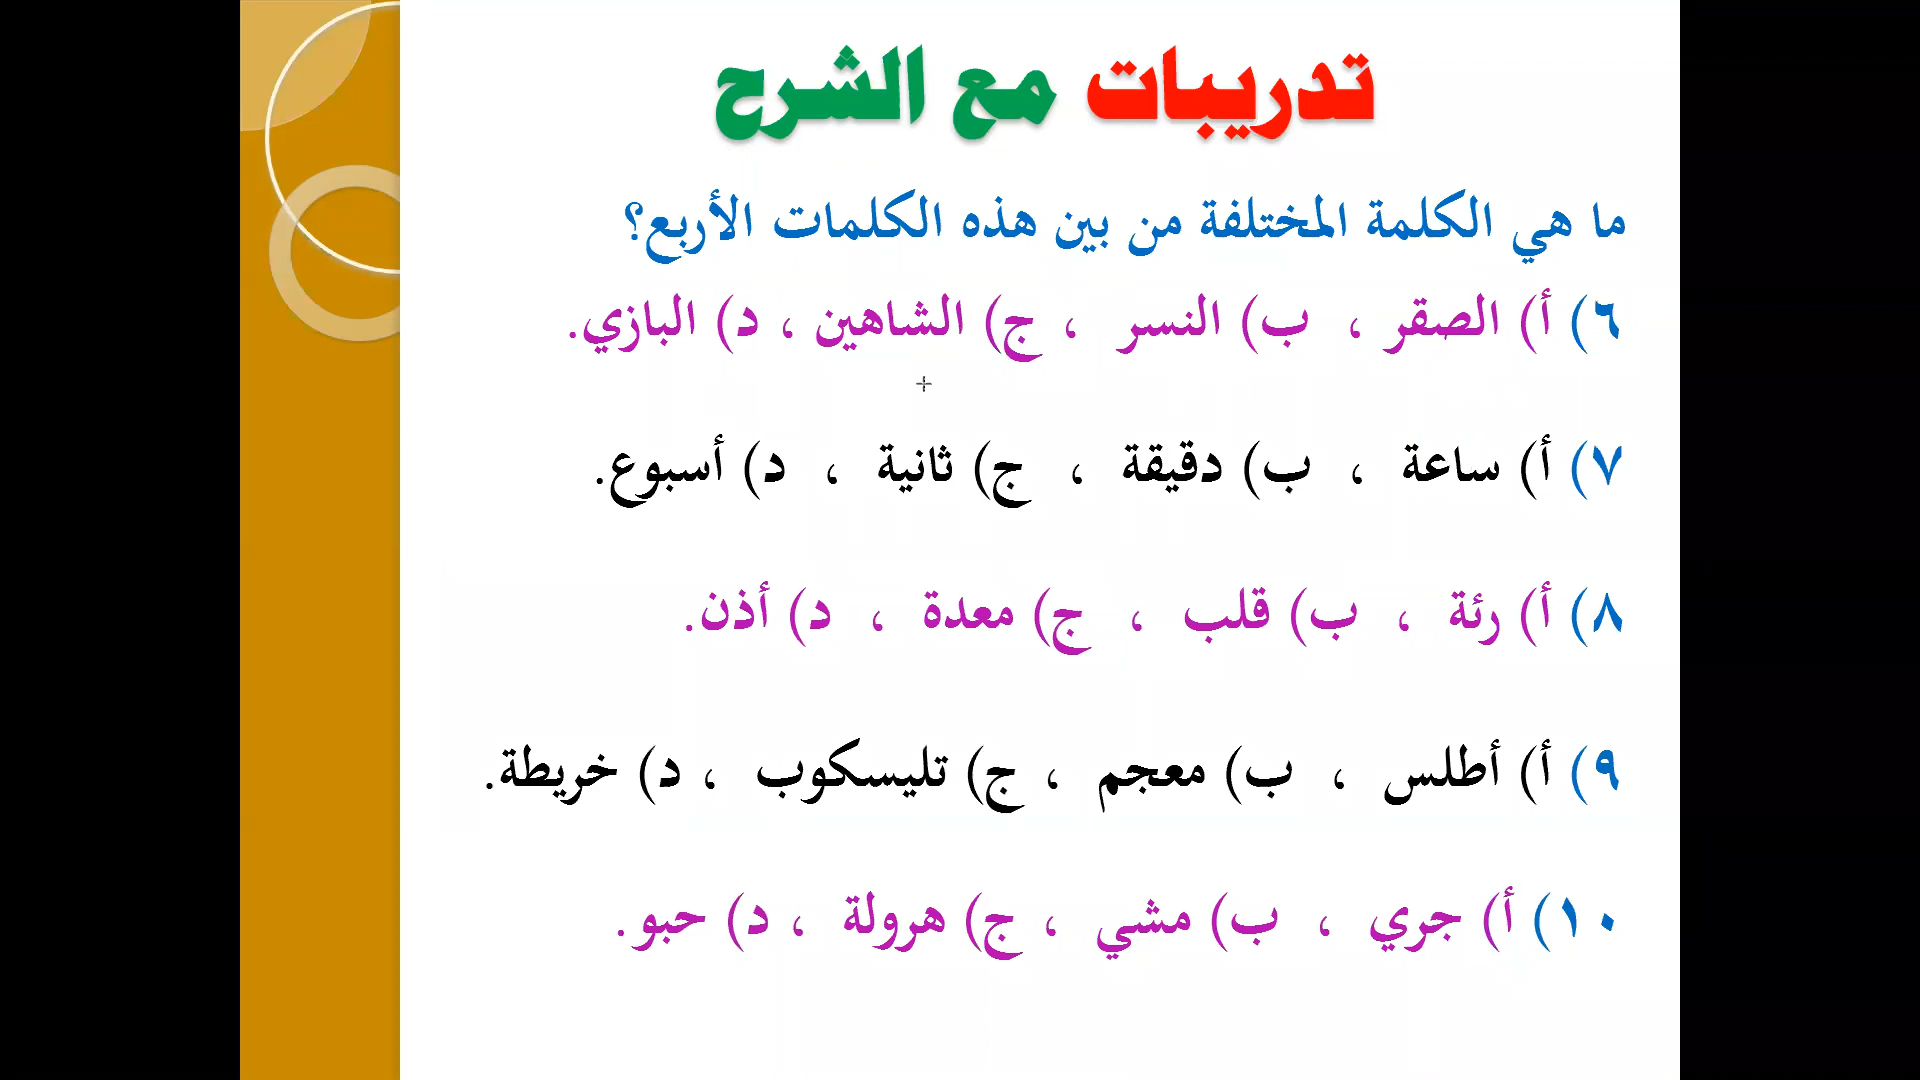 تدريبات مع الشرح
ما هي الكلمة المختلفة من بين هذه الكلمات الأربع؟
٦) أ) الصقر ، ب) النسر ، ج) الشاهين ، د) البازي.
٧) أ) ساعة ، ب) دقيقة ، ج) ثانية ، د) أسبوع.
٨) أ) رئة ، ب) قلب ، ج) معدة ، د) أذن.
٩) أ) أطلس ، ب) معجم ، ج) تليسكوب ، د) خريطة.
١٠) أ) جري ، ب) مشي ، ج) هرولة ، د) حبو.